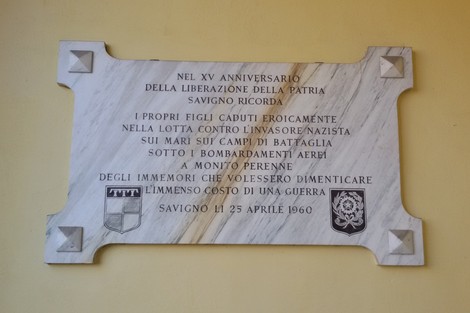 NEL XV ANNIVERSARIO
DELLA LIBERAZIONE DELLA PATRIA
SAVIGNO RICORDA
I PROPRI FIGLI CADUTI EROICAMENTE
NELLA LOTTA CONTRO L'INVASORE NAZISTA
SUI MARI SUI CAMPI DI BATTAGLIA
SOTTO I BOMBARDAMENTI AEREI
A MONITO PERENNE
DEGLI IMMEMORI CHE VOLESSERO DIMENTICARE
L'IMMENSO COSTO DI UNA GUERRA
SAVIGNO LI 25 APRILE 1960